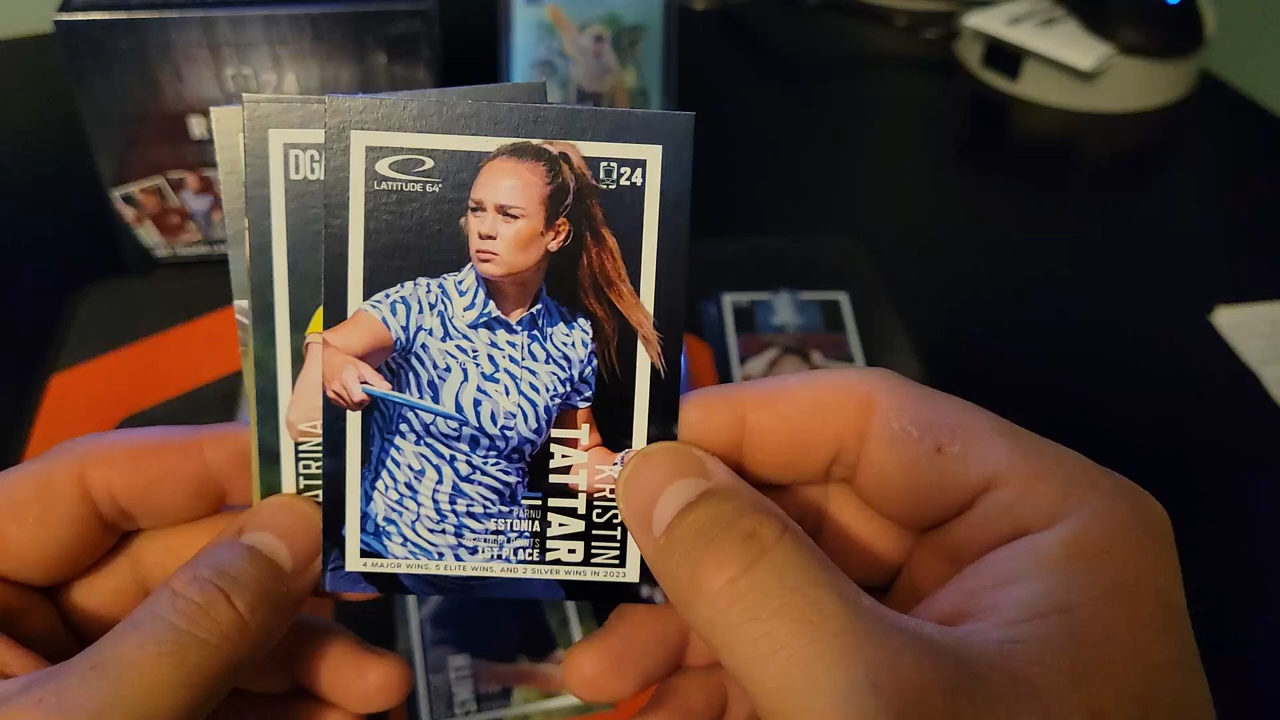 LATITUDE 64°
24
DG
KRISTIN
TATTAR
PARNU
ESTONIA
POINTS
1ST PLACE
4 MAJOR WINS, 5 ELITE WINS, AND 2 SILVER WINS IN 2023
ATRINA